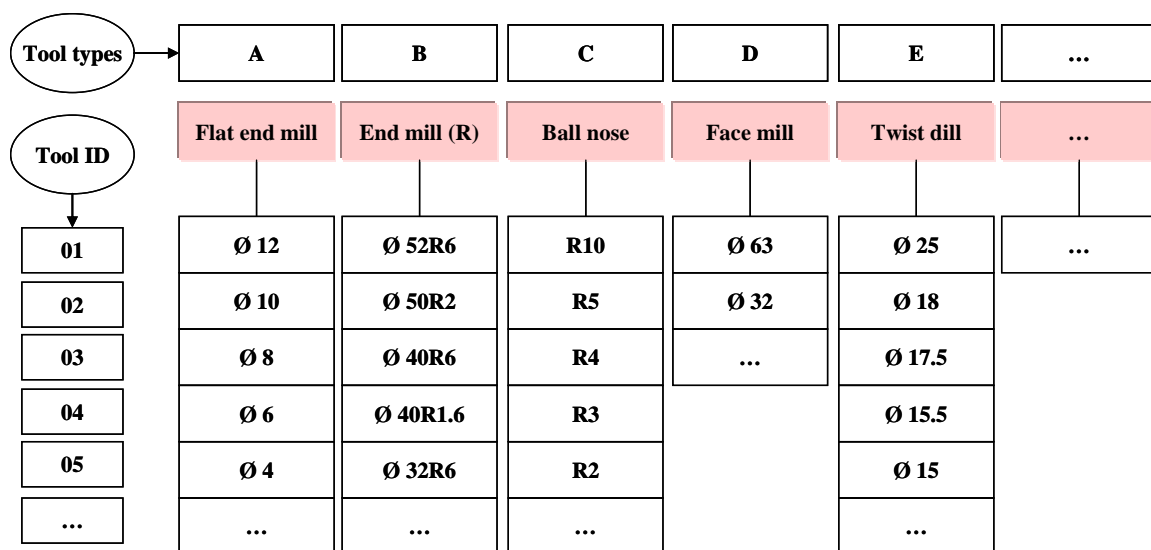 Tool types
A
B
C
D
E
...
Flat end mill
End mill (R)
Ball nose
Face mill
Twist dill
...
Tool ID
01
Ø 12
Ø 52R6
R10
Ø 63
Ø 25
...
02
Ø 10
Ø 50R2
R5
Ø 32
Ø 18
03
Ø 8
Ø 40R6
R4
...
Ø 17.5
04
Ø 6
Ø 40R1.6
R3
Ø 15.5
05
Ø 4
Ø 32R6
R2
Ø 15
...
...
...
...
...